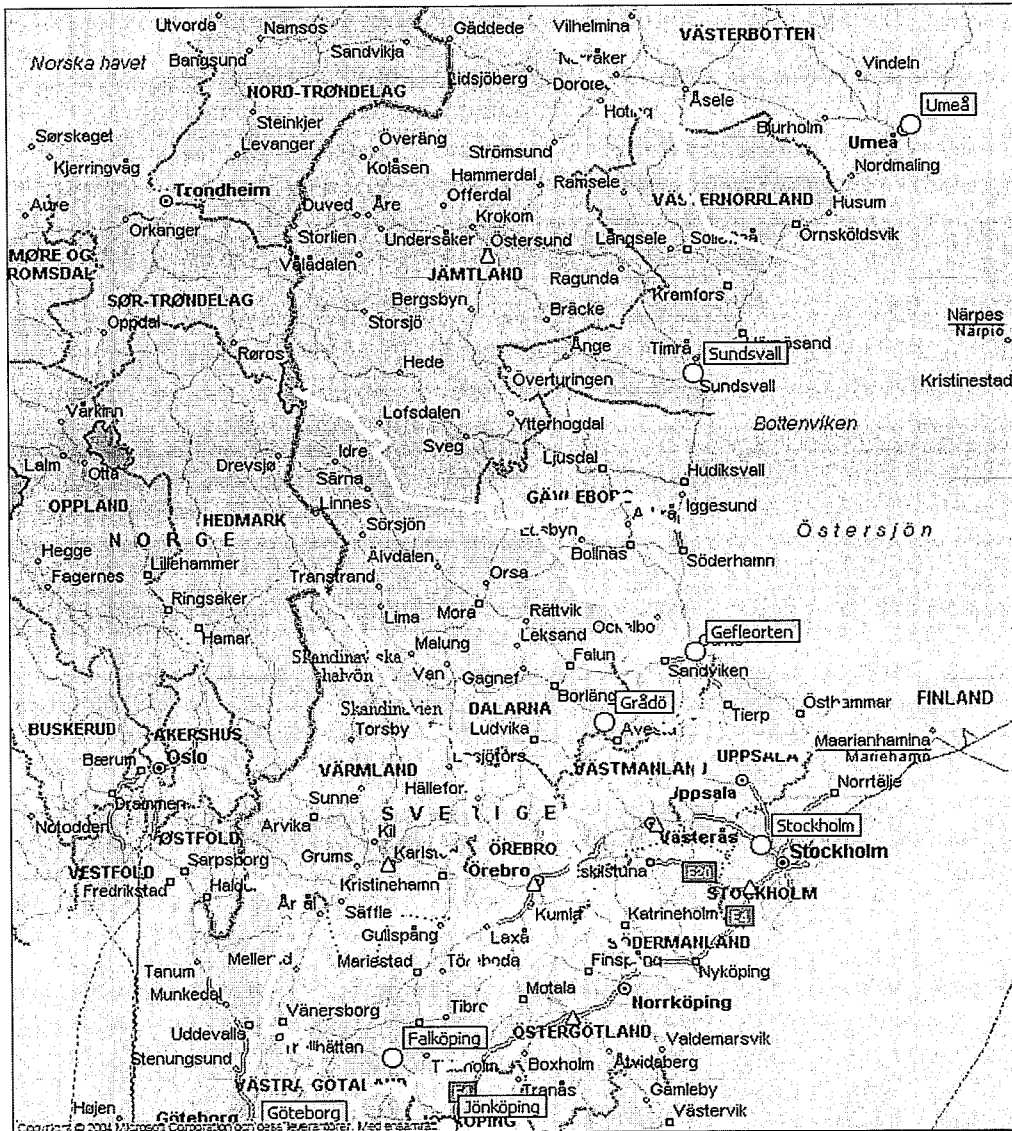 Utvorda
Namsos
Gäddede
Vilhelmina
VÄSTERBOTTEN
Norska havet
Bangsund
Sandvikja
Lidsjöberg
Vindeln
NORD-TRØNDELAG
Åsele
Umeå
Steinkjer
Bjurholm
Umeå
Sørskaget
Levanger
Överäng
Strömsund
Nordmaling
Kjerringvåg
Kolåsen
Hammerdal
Trondheim
Offerdal
Ramsele
Husum
Aure
Duved
Åre
Krokom
Örnsköldsvik
Orkanger
Storlien
Undersåker
Östersund
Långsele
MØRE OG
ROMSDAL
Vålådalen
JÄMTLAND
Ragunda
SØR-TRØNDELAG
Bergsbyn
Kramfors
Oppdal
Storsjö
Bräcke
Närpes
Närpiö
Røros
Hede
Ånge
Timrå
Sundsvall
Överturingen
Sundsvall
Kristinestad
Lofsdalen
Ytterhogdal
Bottenviken
Sveg
Lalm
Otta
Drevsjø
Idre
Ljusdal
Hudiksvall
Särna
OPPLAND
Linnes
Iggesund
HEDMARK
NORGE
Sörsjön
Östersjön
Hegge
Älvdalen
Bollnäs
Söderhamn
Lillehammer
Fagernes
Transtrand
Orsa
Ringsaker
Lima
Mora
Rättvik
Hamar
Malung
Leksand
Gefleorten
Falun
Sandviken
halvön
Gagnef
Grådö
Östhammar
FINLAND
BUSKERUD
AKERSHUS
Torsby
DALARNA
Ludvika
Tierp
Maarianhamina
Mariehamn
Bærum
Oslo
VÄRMLAND
UPPSALA
Norrtälje
Drammen
Sunne
SVERIGE
Notodden
ØSTFOLD
Arvika
Kil
ÖREBRO
Västerås
Stockholm
VESTFOLD
Sarpsborg
Grums
Örebro
Stockholm
Fredrikstad
Kristinehamn
STOCKHOLM
Säffle
Kumla
Katrineholm
Gullspång
Laxå
Tanum
Mariestad
Nyköping
Munkedal
Motala
Vänersborg
Norrköping
Uddevalla
Falköping
ÖSTERGÖTLAND
Valdemarsvik
Stenungsund
Boxholm
Åtvidaberg
Tranås
Gamleby
Højen
Göteborg
Göteborg
Jönköping
Västervik